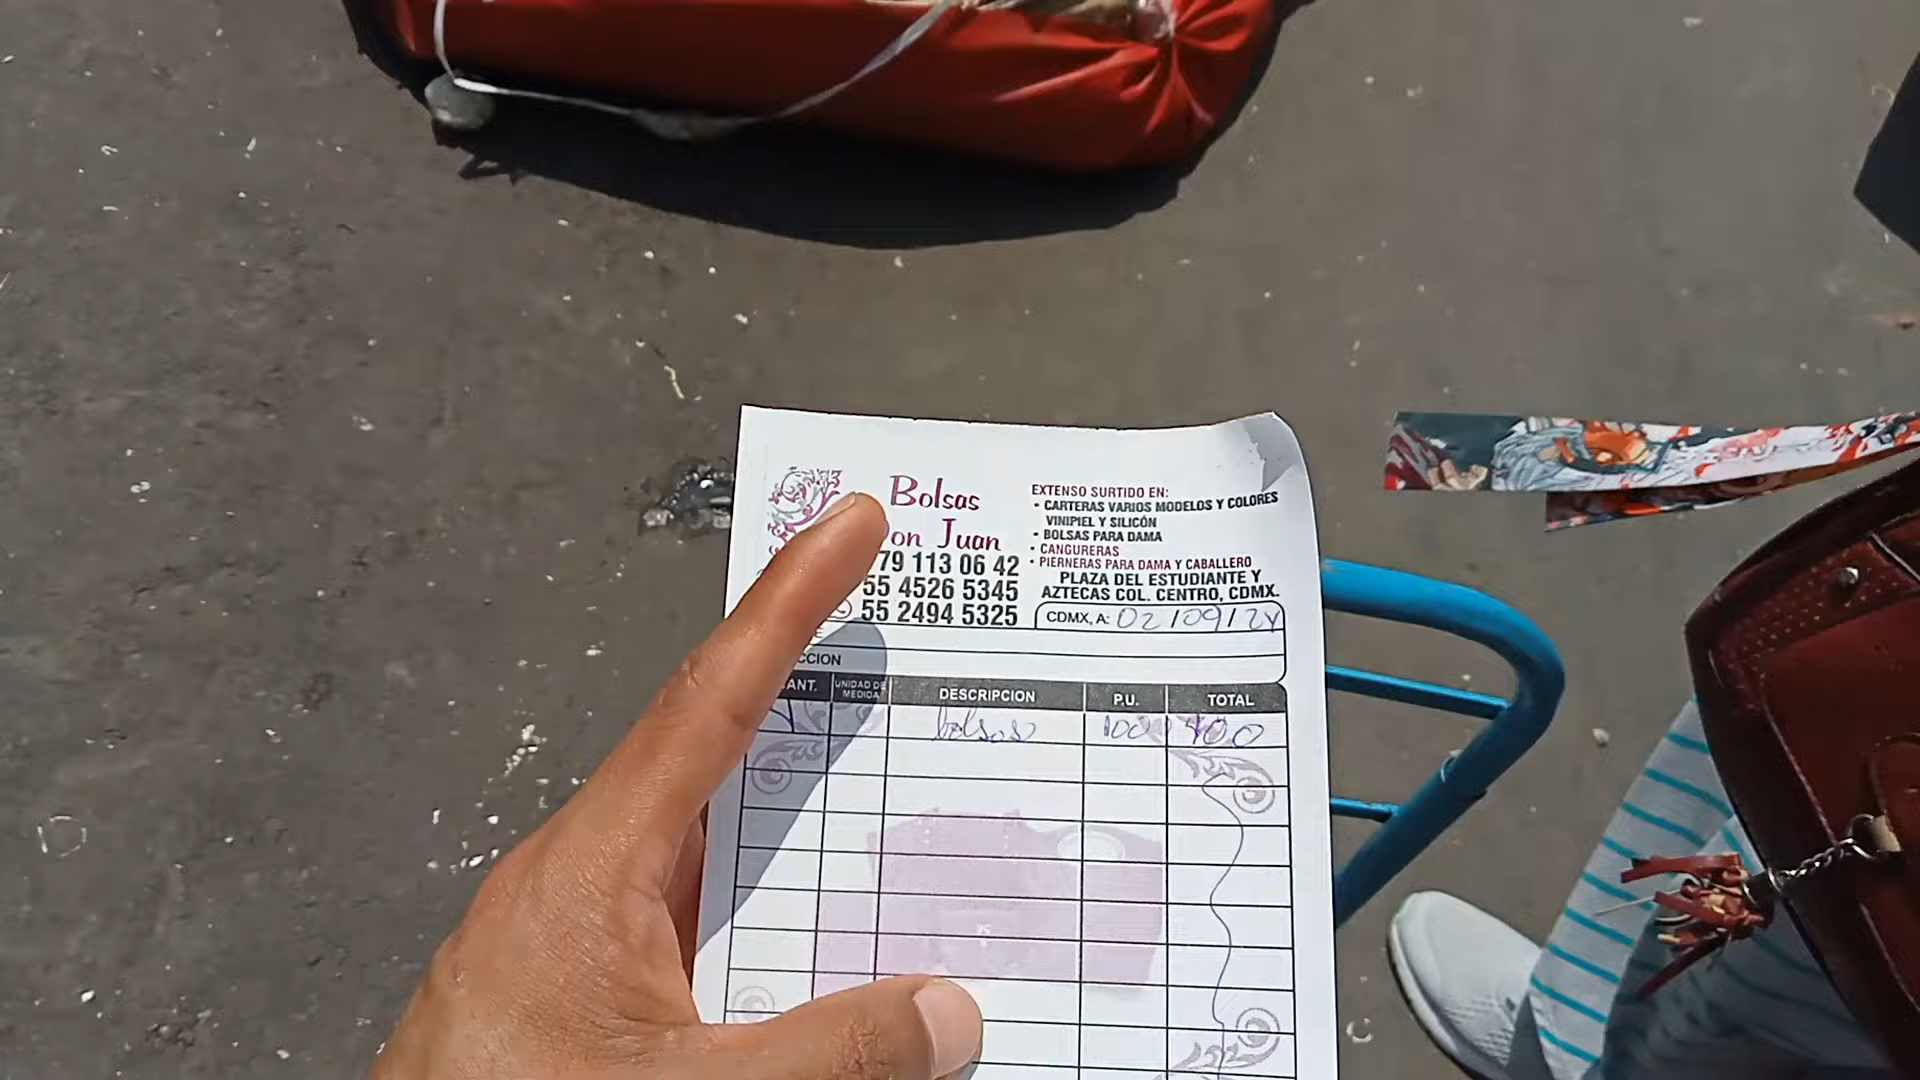 Bolsas
on Juan
79 113 06 42
55 4526 5345
55 2494 5325
EXTENSO SURTIDO EN:
• CARTERAS VARIOS MODELOS Y COLORES
VINIPIEL Y SILICÓN
• BOLSAS PARA DAMA
• CANGURERAS
• PIERNERAS PARA DAMA Y CABALLERO
PLAZA DEL ESTUDIANTE Y
AZTECAS COL. CENTRO, CDMX.
CDMX, A: 02/09/24
E
CCION
ANT. UNIDAD DE MEDIDA DESCRIPCION P.U. TOTAL
bolsas 100 400